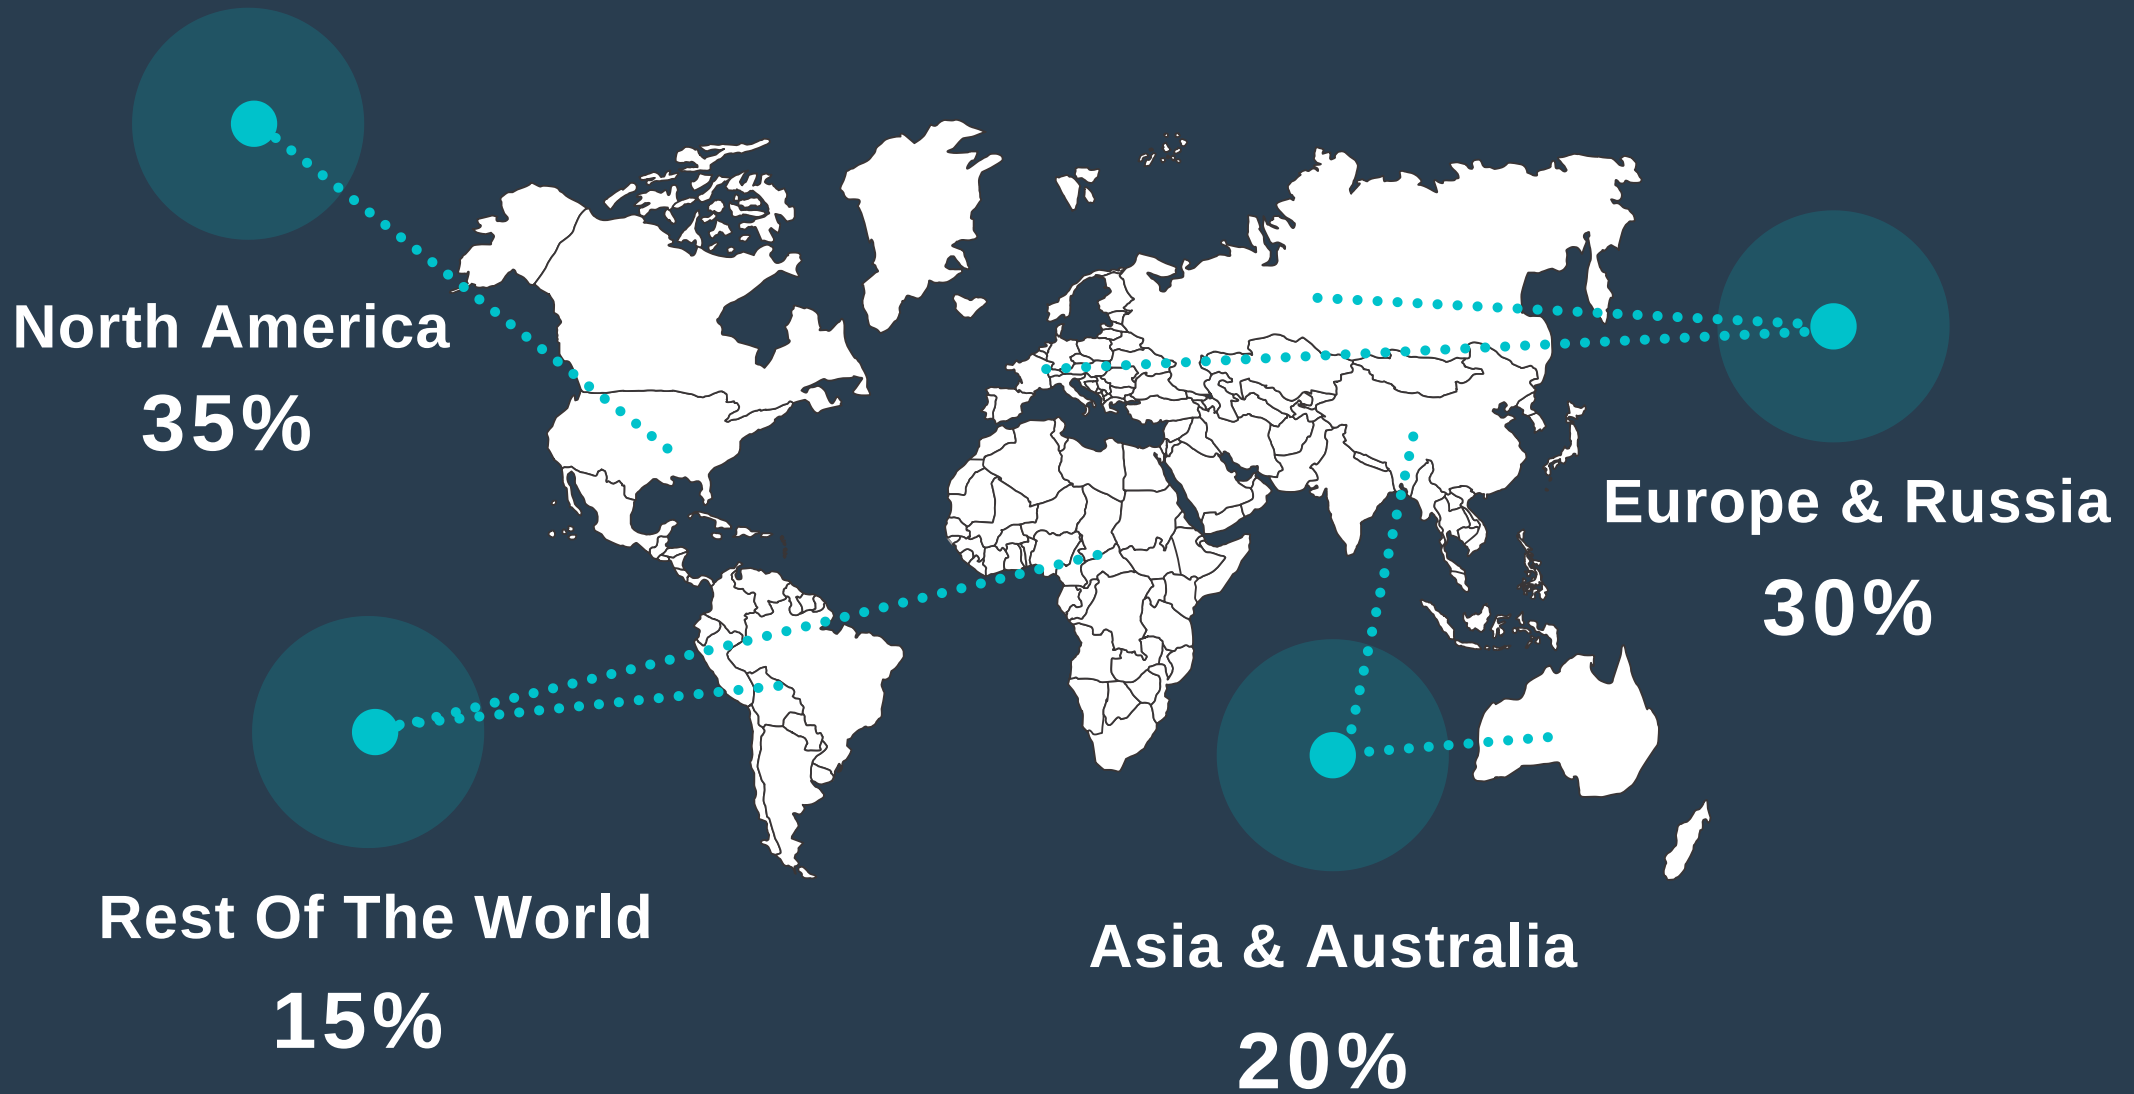 North America
35%
Europe & Russia
30%
Rest Of The World
15%
Asia & Australia
20%